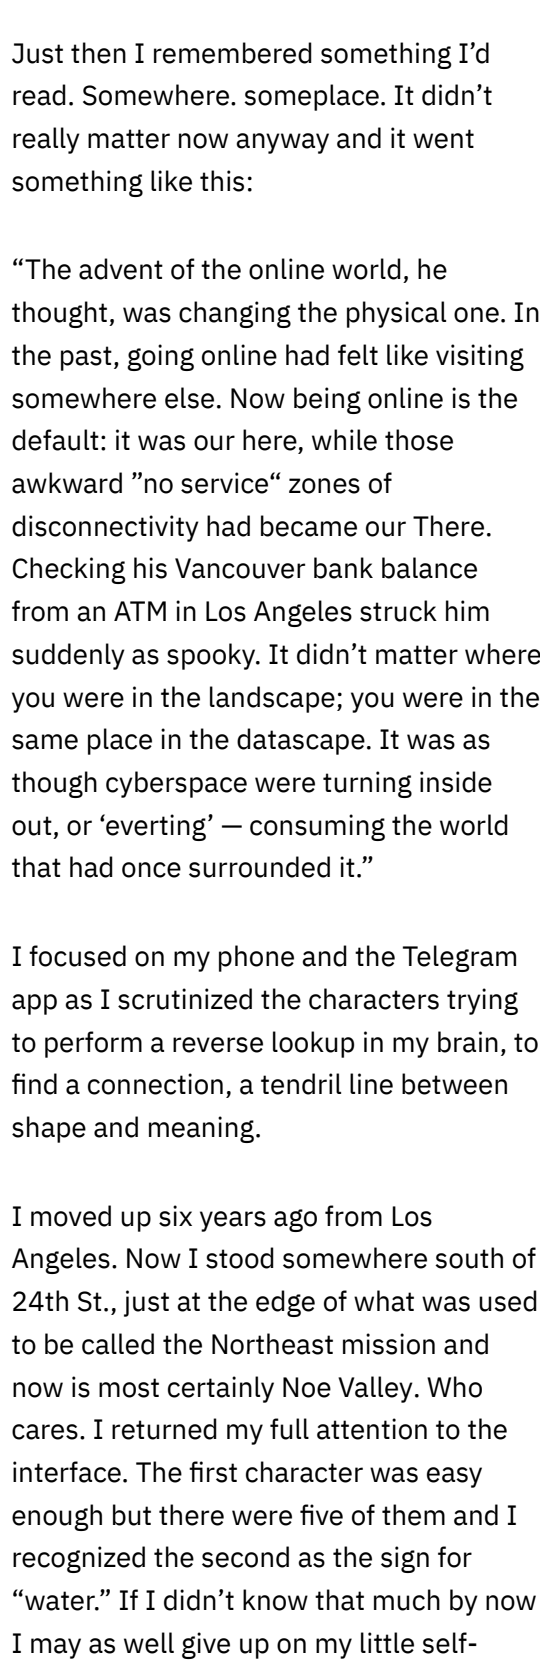 Just then I remembered something I’d
read. Somewhere. someplace. It didn’t
really matter now anyway and it went
something like this:
“The advent of the online world, he
thought, was changing the physical one. In
the past, going online had felt like visiting
somewhere else. Now being online is the
default: it was our here, while those
awkward ”no service“ zones of
disconnectivity had became our There.
Checking his Vancouver bank balance
from an ATM in Los Angeles struck him
suddenly as spooky. It didn’t matter where
you were in the landscape; you were in the
same place in the datascape. It was as
though cyberspace were turning inside
out, or ‘everting’ — consuming the world
that had once surrounded it.”
I focused on my phone and the Telegram
app as I scrutinized the characters trying
to perform a reverse lookup in my brain, to
find a connection, a tendril line between
shape and meaning.
I moved up six years ago from Los
Angeles. Now I stood somewhere south of
24th St., just at the edge of what was used
to be called the Northeast mission and
now is most certainly Noe Valley. Who
cares. I returned my full attention to the
interface. The first character was easy
enough but there were five of them and I
recognized the second as the sign for
“water.” If I didn’t know that much by now
I may as well give up on my little self-